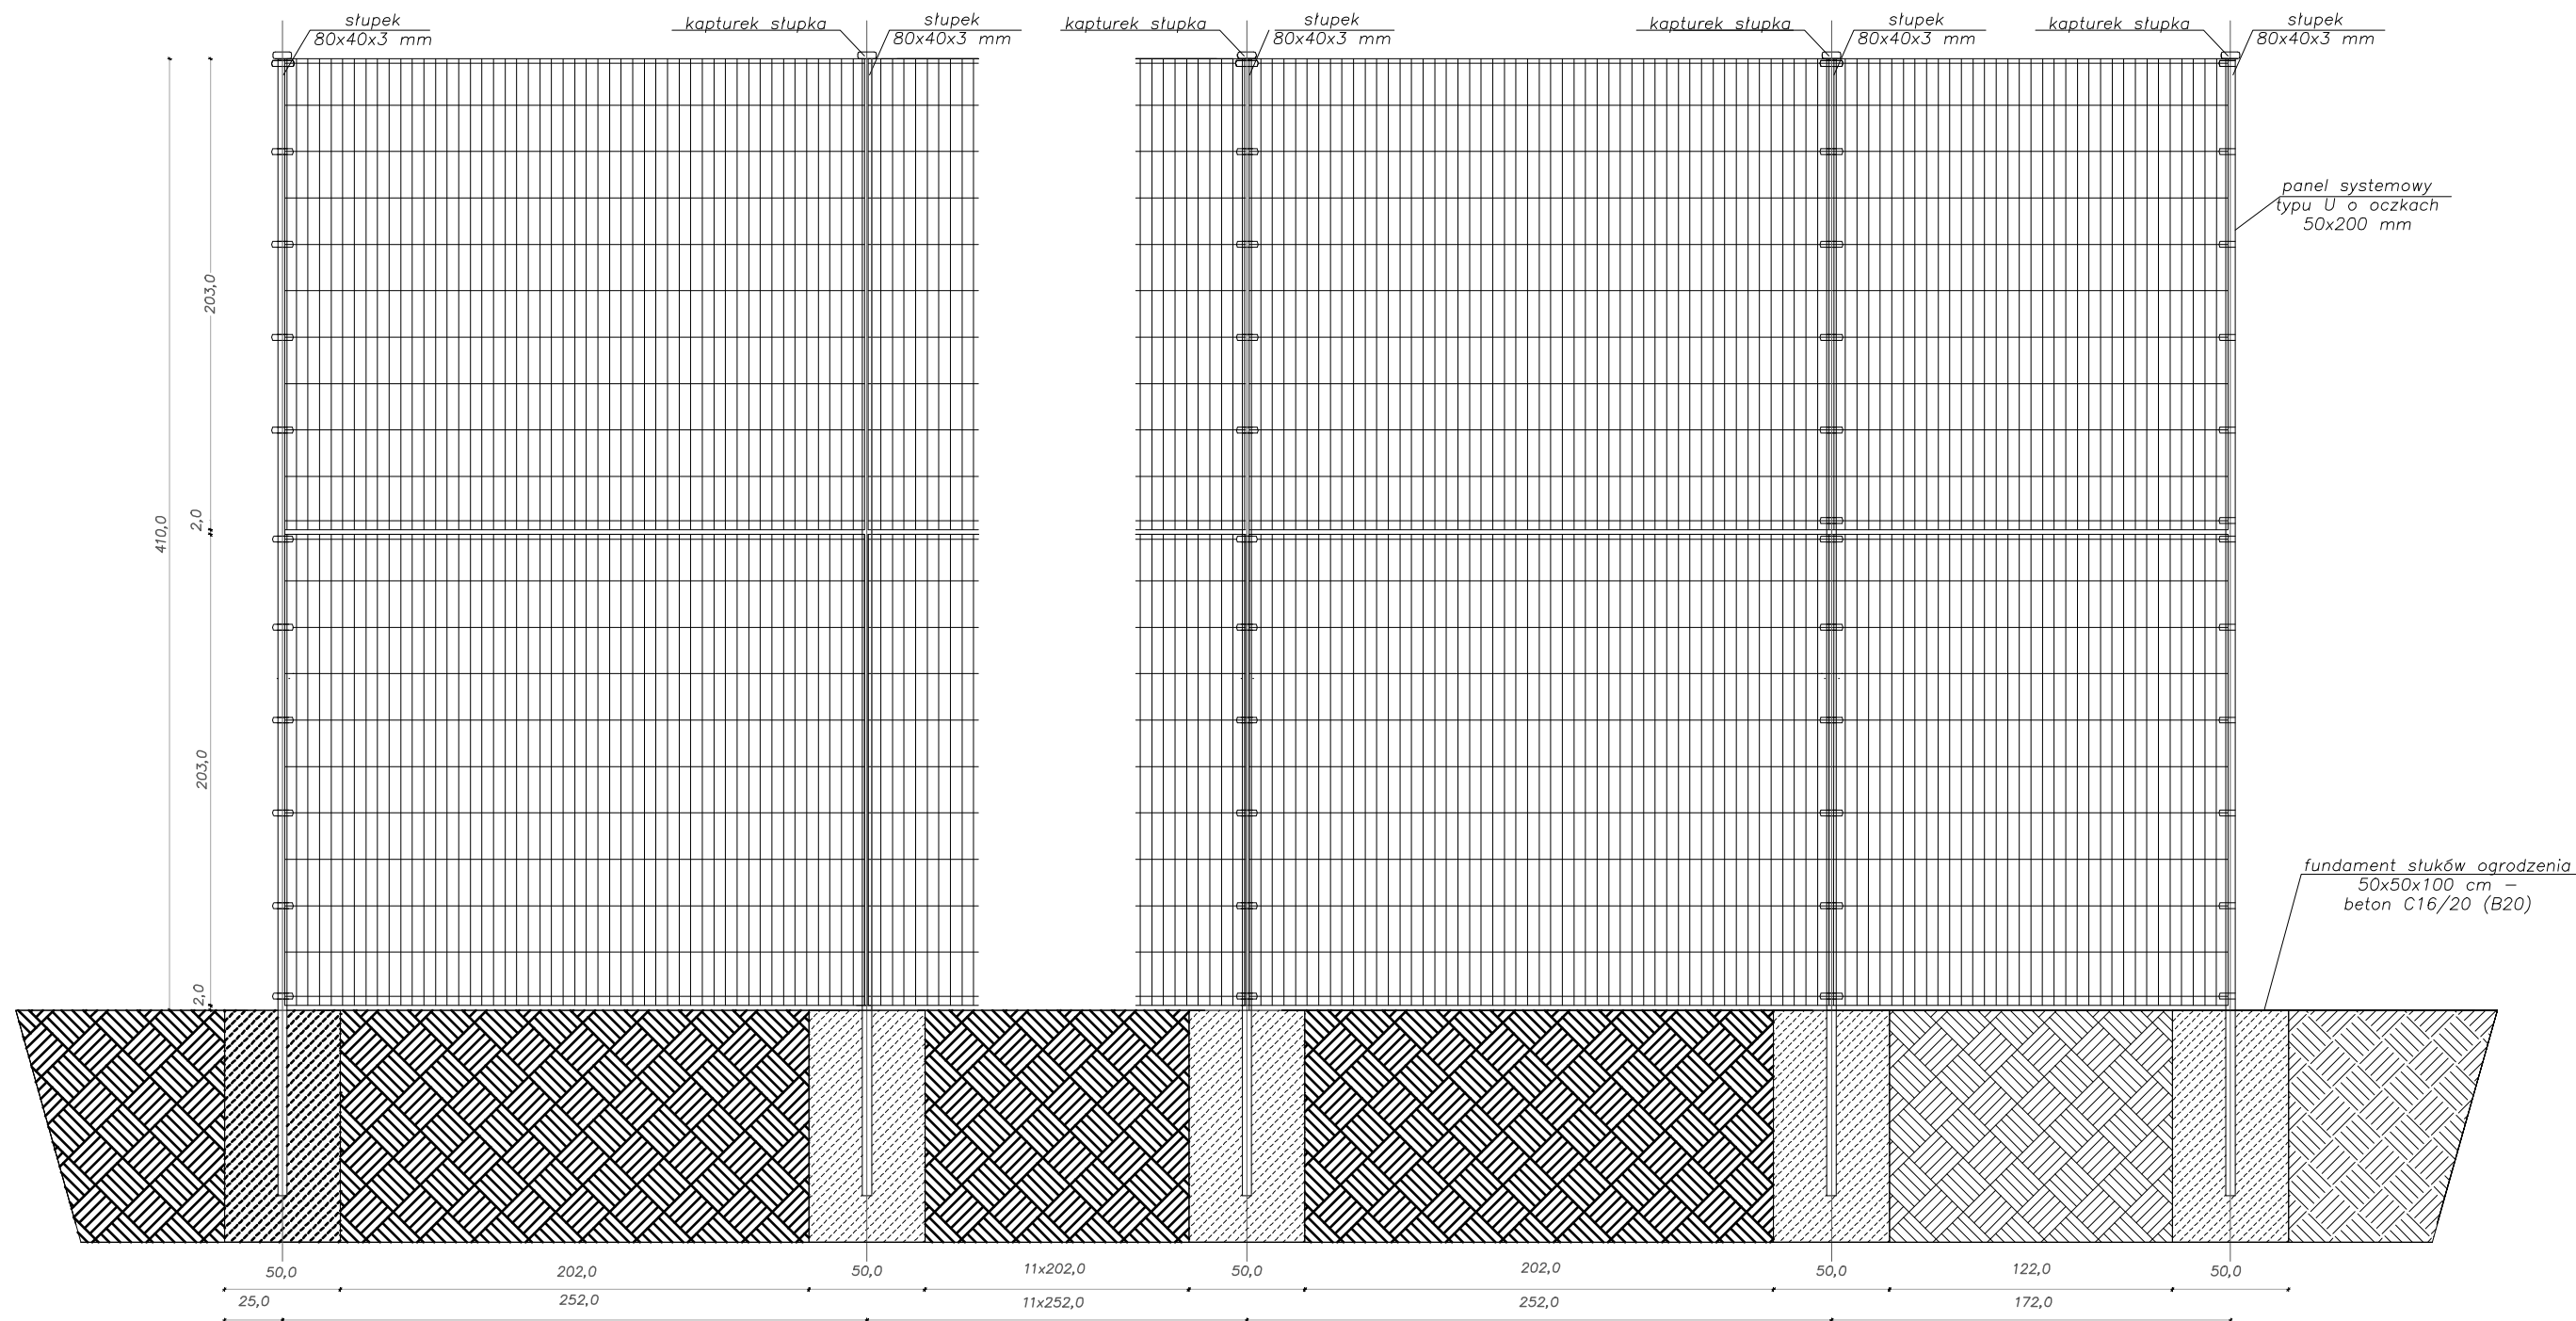 słupek
80x40x3 mm
kapturek słupka
słupek
80x40x3 mm
kapturek słupka
słupek
80x40x3 mm
kapturek słupka
słupek
80x40x3 mm
kapturek słupka
słupek
80x40x3 mm
panel systemowy
typu U o oczkach
50x200 mm
203,0
2,0
410,0
203,0
2,0
fundament słuków ogrodzenia
50x50x100 cm –
beton C16/20 (B20)
50,0
202,0
50,0
11x202,0
50,0
202,0
50,0
122,0
50,0
25,0
252,0
11x252,0
252,0
172,0